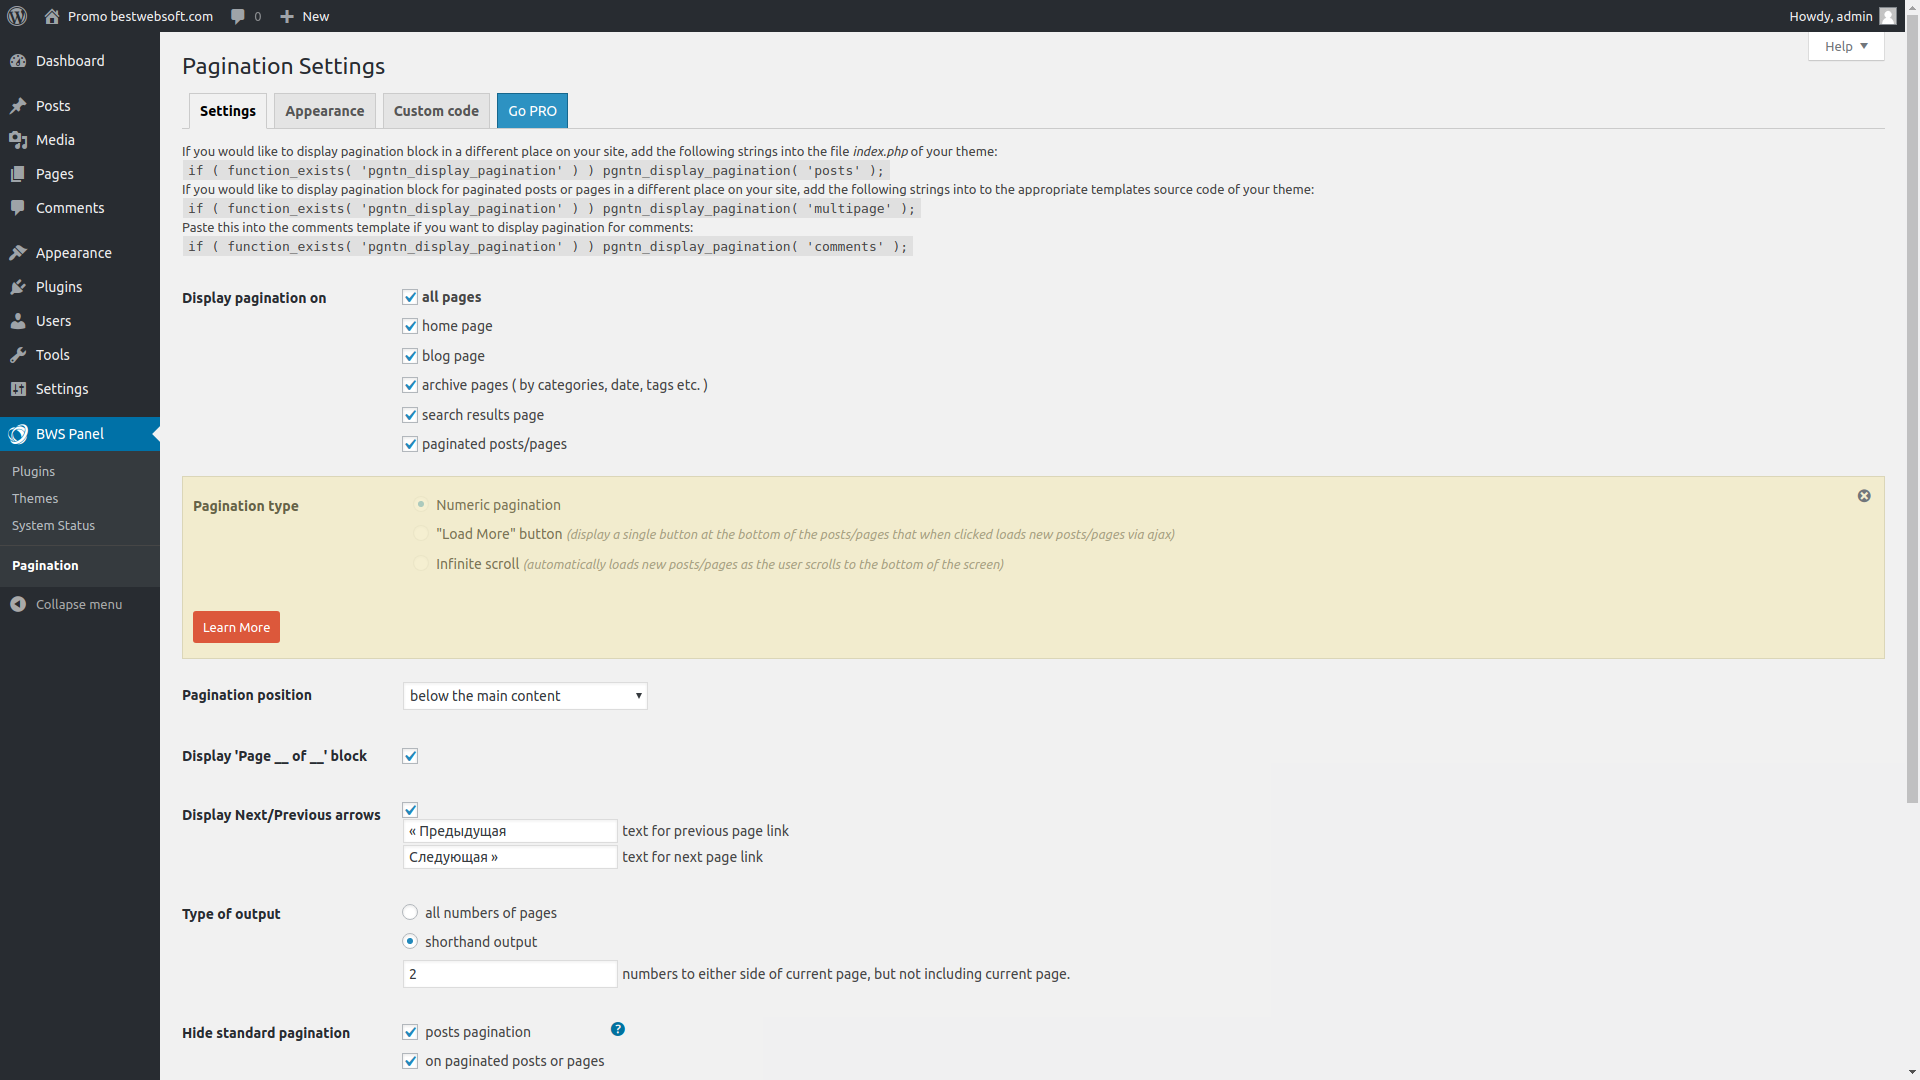 Promo bestwebsoft.com 0 New Howdy, admin
Help
Dashboard
Posts
Media
Pages
Comments
Appearance
Plugins
Users
Tools
Settings
BWS Panel
Plugins
Themes
System Status
Pagination
Collapse menu
Pagination Settings
Settings Appearance Custom code Go PRO
If you would like to display pagination block in a different place on your site, add the following strings into the file index.php of your theme:
if ( function_exists( 'pgntn_display_pagination' ) ) pgntn_display_pagination( 'posts' );
If you would like to display pagination block for paginated posts or pages in a different place on your site, add the following strings into to the appropriate templates source code of your theme:
if ( function_exists( 'pgntn_display_pagination' ) ) pgntn_display_pagination( 'multipage' );
Paste this into the comments template if you want to display pagination for comments:
if ( function_exists( 'pgntn_display_pagination' ) ) pgntn_display_pagination( 'comments' );
Display pagination on all pages
home page
blog page
archive pages ( by categories, date, tags etc. )
search results page
paginated posts/pages
Pagination type Numeric pagination
"Load More" button (display a single button at the bottom of the posts/pages that when clicked loads new posts/pages via ajax)
Infinite scroll (automatically loads new posts/pages as the user scrolls to the bottom of the screen)
Learn More
Pagination position below the main content
Display 'Page __ of __' block
Display Next/Previous arrows
« Предыдущая text for previous page link
Следующая » text for next page link
Type of output all numbers of pages
shorthand output
2 numbers to either side of current page, but not including current page.
Hide standard pagination posts pagination ?
on paginated posts or pages